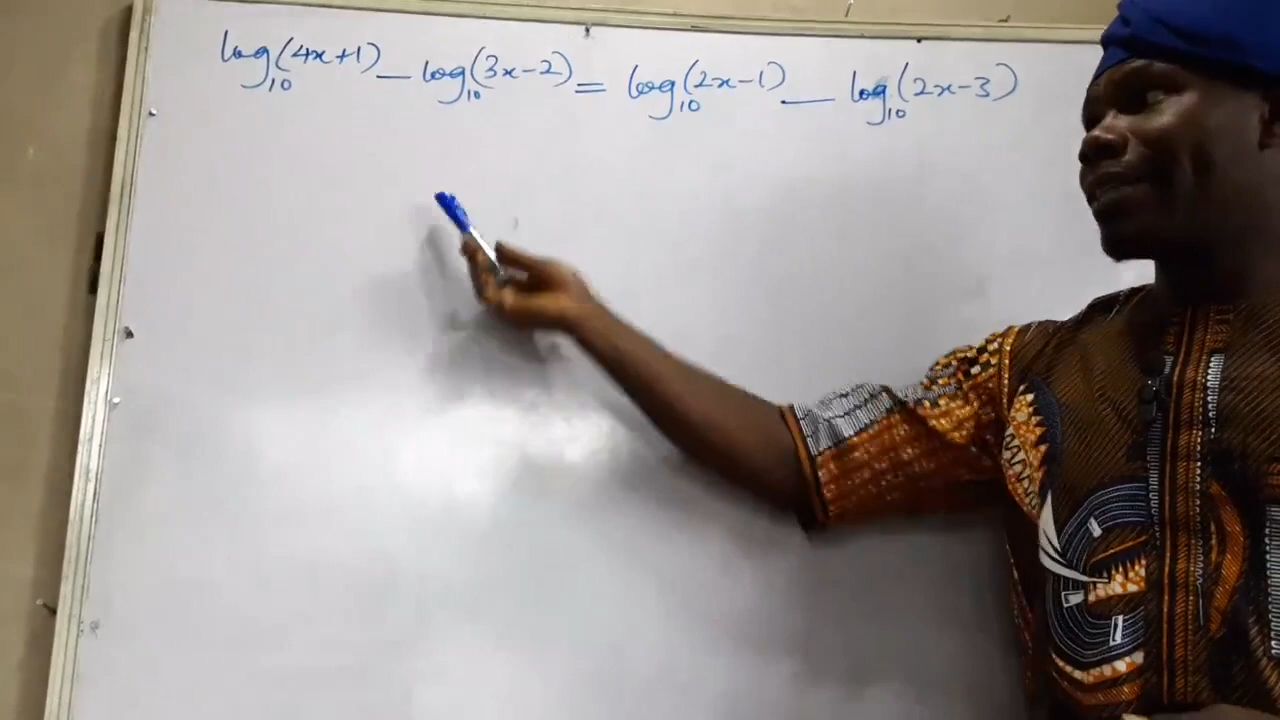 log₁₀(4x+1) − log₁₀(3x−2) = log₁₀(2x−1) − log₁₀(2x−3)